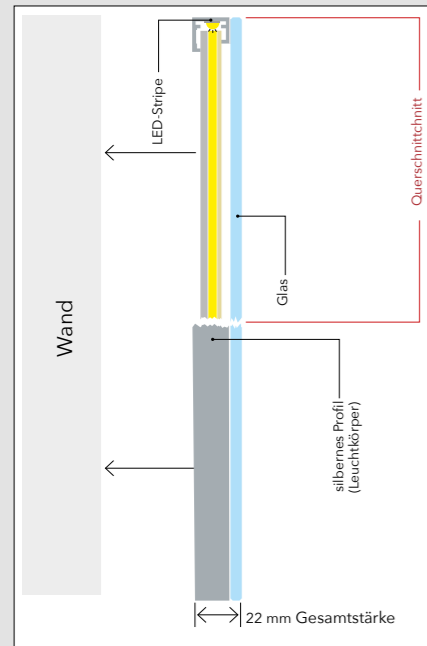 LED-Stripe
Querschnittchnitt
Glas
Wand
silbernes Profil
(Leuchtkörper)
22 mm Gesamtstärke